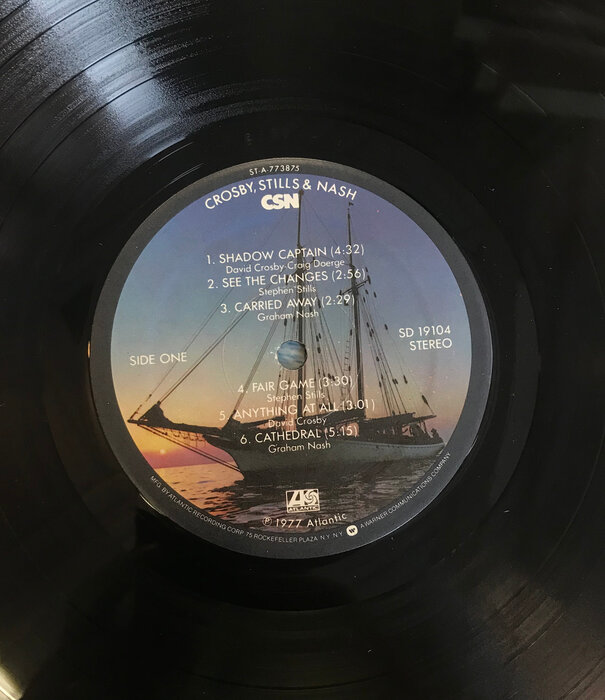 ST-A-773875
CROSBY, STILLS & NASH
CSN
1. SHADOW CAPTAIN (4:32)
David Crosby-Craig Doerge
2. SEE THE CHANGES (2:56)
Stephen Stills
3. CARRIED AWAY (2:29)
Graham Nash
SD 19104
STEREO
SIDE ONE
4. FAIR GAME (3:30)
Stephen Stills
5. ANYTHING AT ALL (3:01)
David Crosby
6. CATHEDRAL (5:15)
Graham Nash
ATLANTIC
℗ 1977 Atlantic
MFG. BY ATLANTIC RECORDING CORP. 75 ROCKEFELLER PLAZA N.Y. N.Y. A WARNER COMMUNICATIONS COMPANY